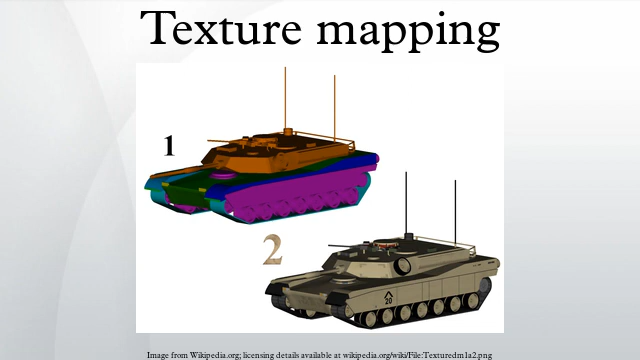 Texture mapping
1
2
20
Image from Wikipedia.org; licensing details available at wikipedia.org/wiki/File:Texturedm1a2.png